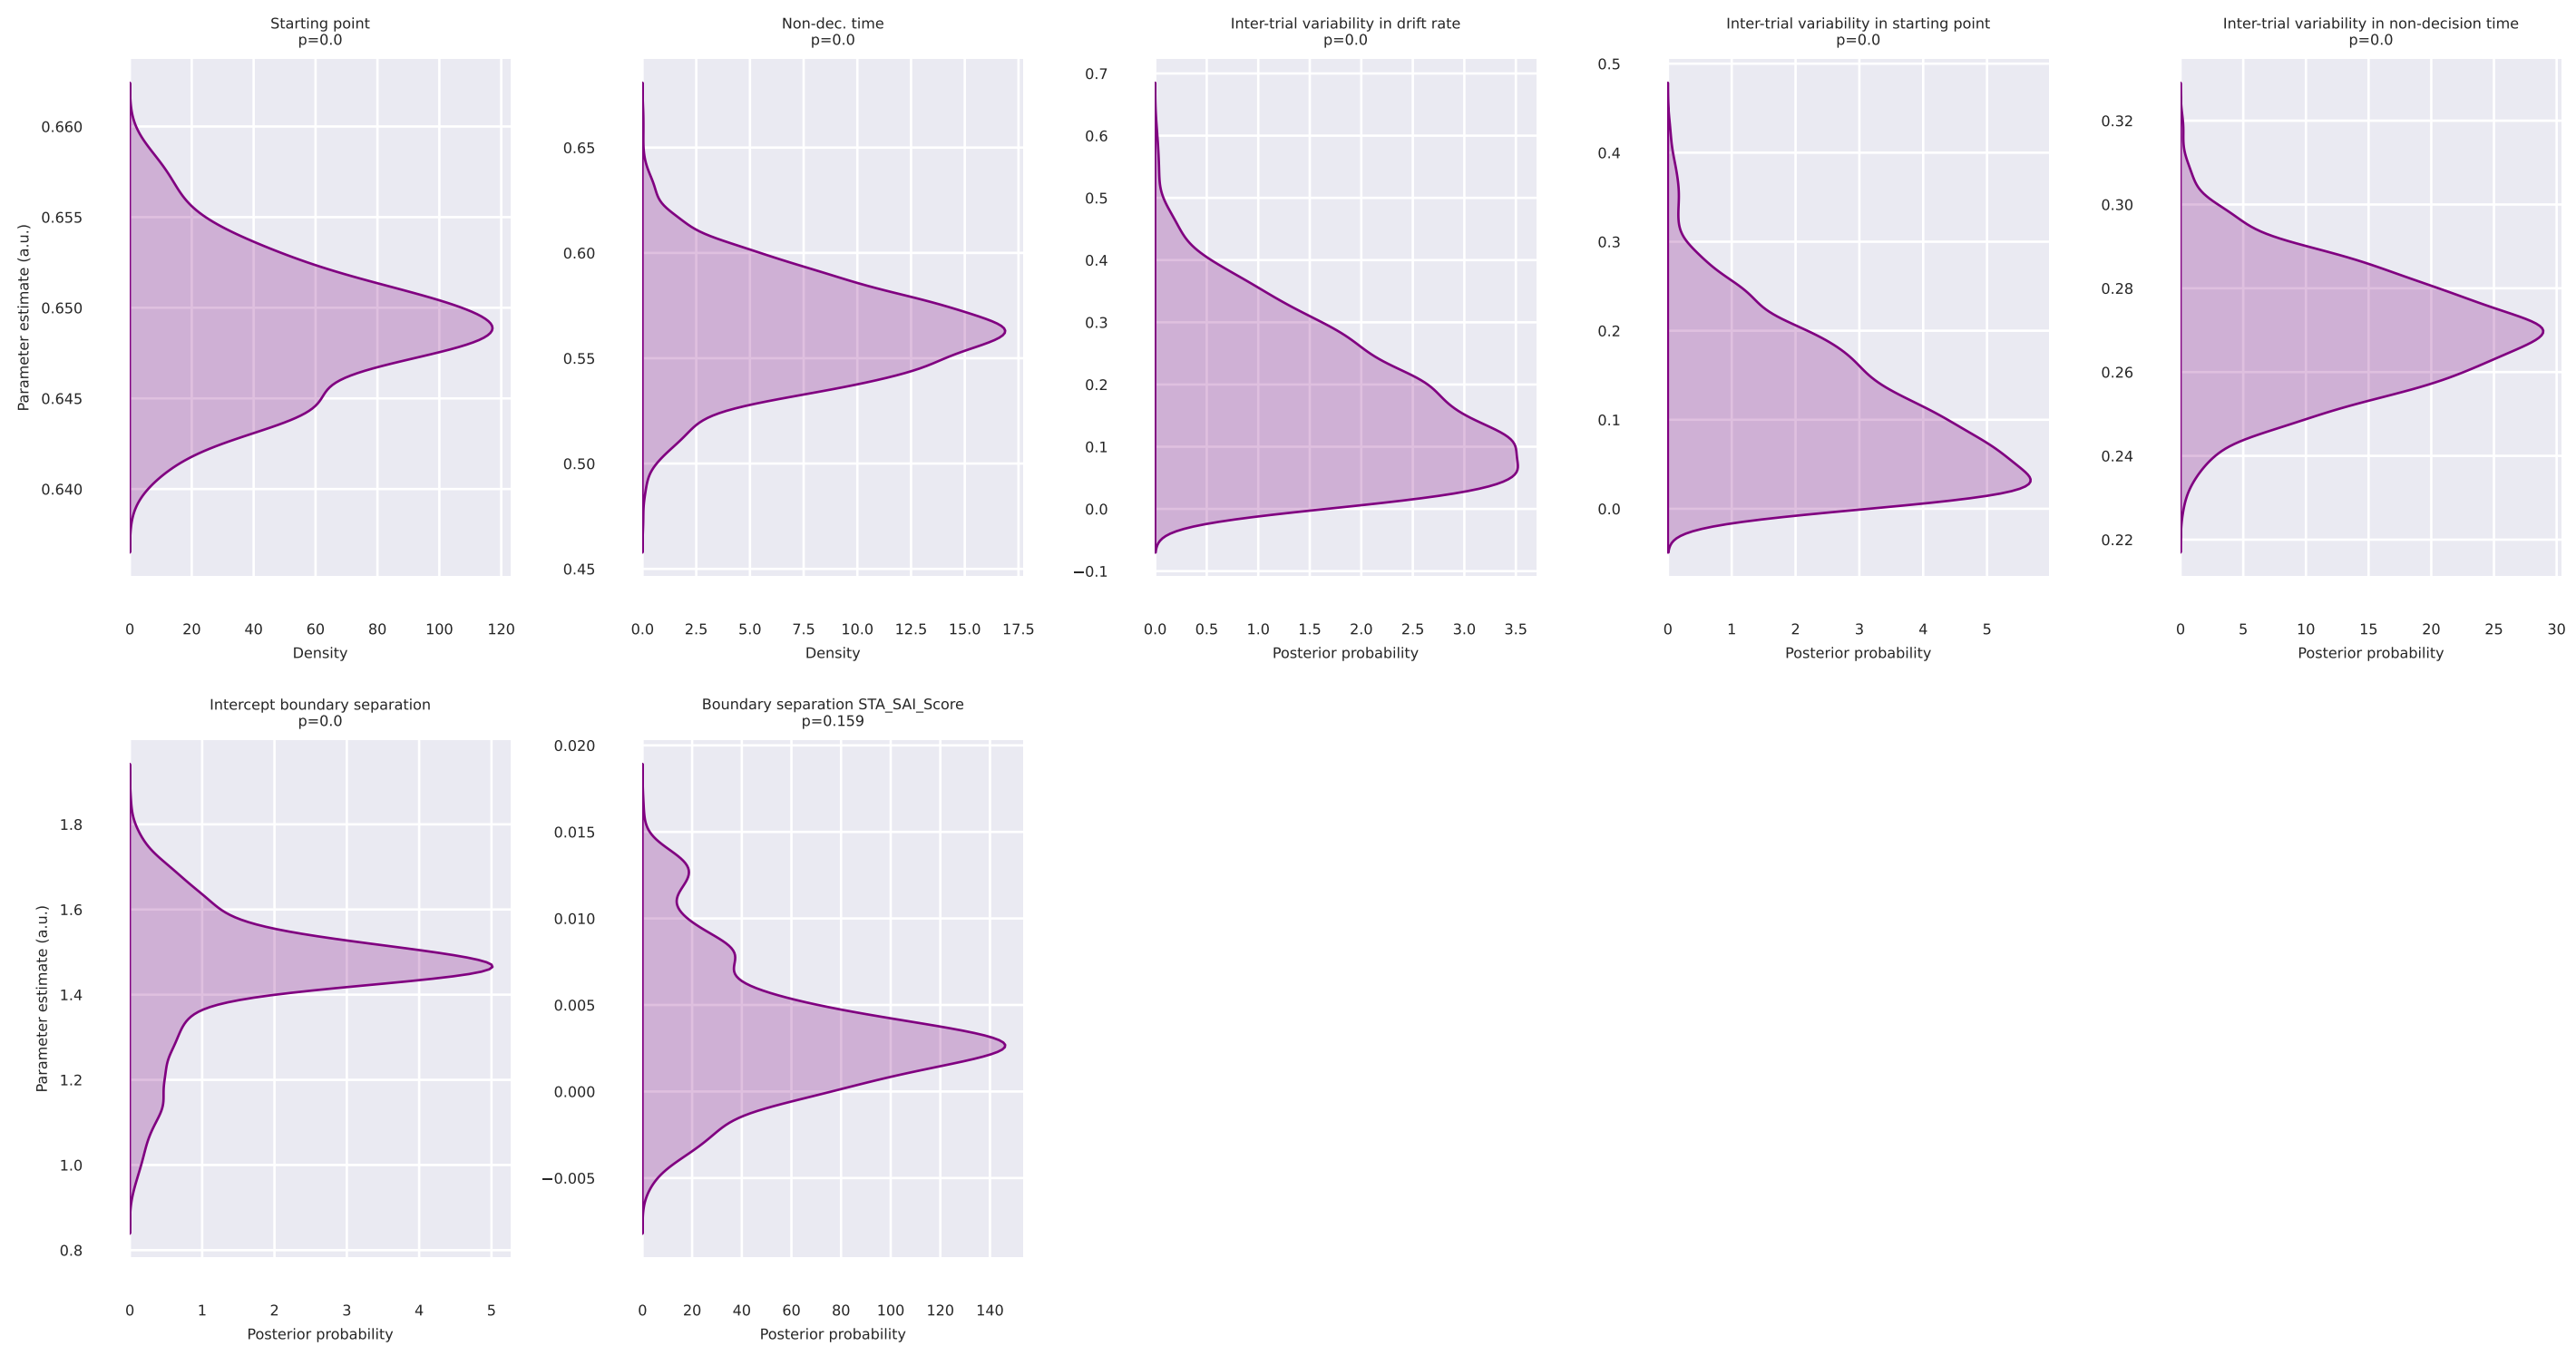 Starting point
p=0.0
Non-dec. time
p=0.0
Inter-trial variability in drift rate
p=0.0
Inter-trial variability in starting point
p=0.0
Inter-trial variability in non-decision time
p=0.0
Parameter estimate (a.u.)
0.660
0.655
0.650
0.645
0.640
0 20 40 60 80 100 120
Density
0.65
0.60
0.55
0.50
0.45
0.0 2.5 5.0 7.5 10.0 12.5 15.0 17.5
Density
0.7
0.6
0.5
0.4
0.3
0.2
0.1
0.0
−0.1
0.0 0.5 1.0 1.5 2.0 2.5 3.0 3.5
Posterior probability
0.5
0.4
0.3
0.2
0.1
0.0
0 1 2 3 4 5
Posterior probability
0.32
0.30
0.28
0.26
0.24
0.22
0 5 10 15 20 25 30
Posterior probability
Intercept boundary separation
p=0.0
Boundary separation STA_SAI_Score
p=0.159
Parameter estimate (a.u.)
1.8
1.6
1.4
1.2
1.0
0.8
0 1 2 3 4 5
Posterior probability
0.020
0.015
0.010
0.005
0.000
−0.005
0 20 40 60 80 100 120 140
Posterior probability